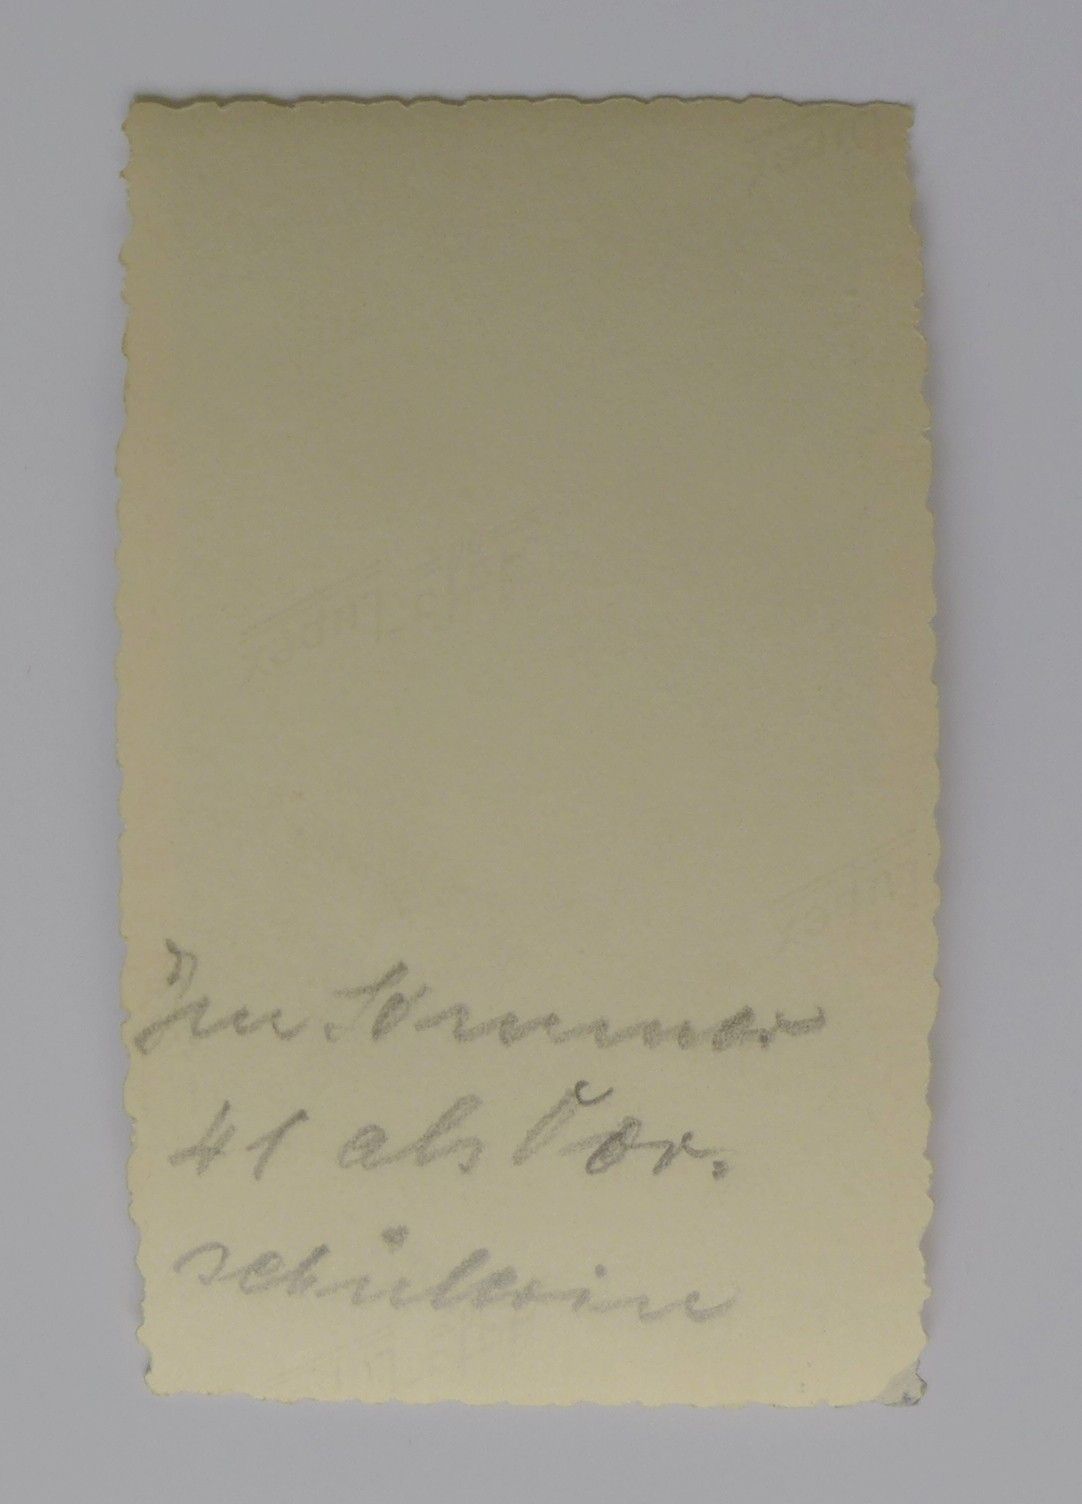 Im Sommer
41 als Vor-
schülerin